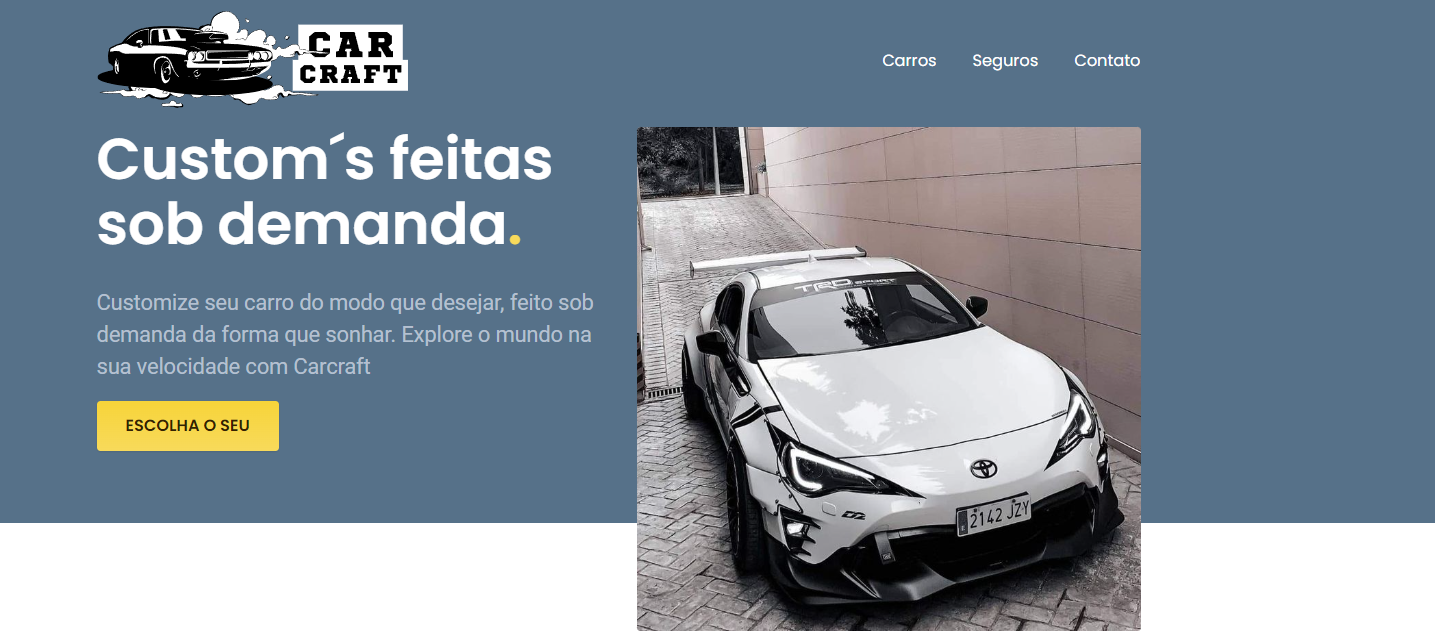 CAR
CRAFT
Carros
Seguros
Contato
Custom´s feitas
sob demanda.
Customize seu carro do modo que desejar, feito sob
demanda da forma que sonhar. Explore o mundo na
sua velocidade com Carcraft
ESCOLHA O SEU
TRD SPORT
2142 JZY